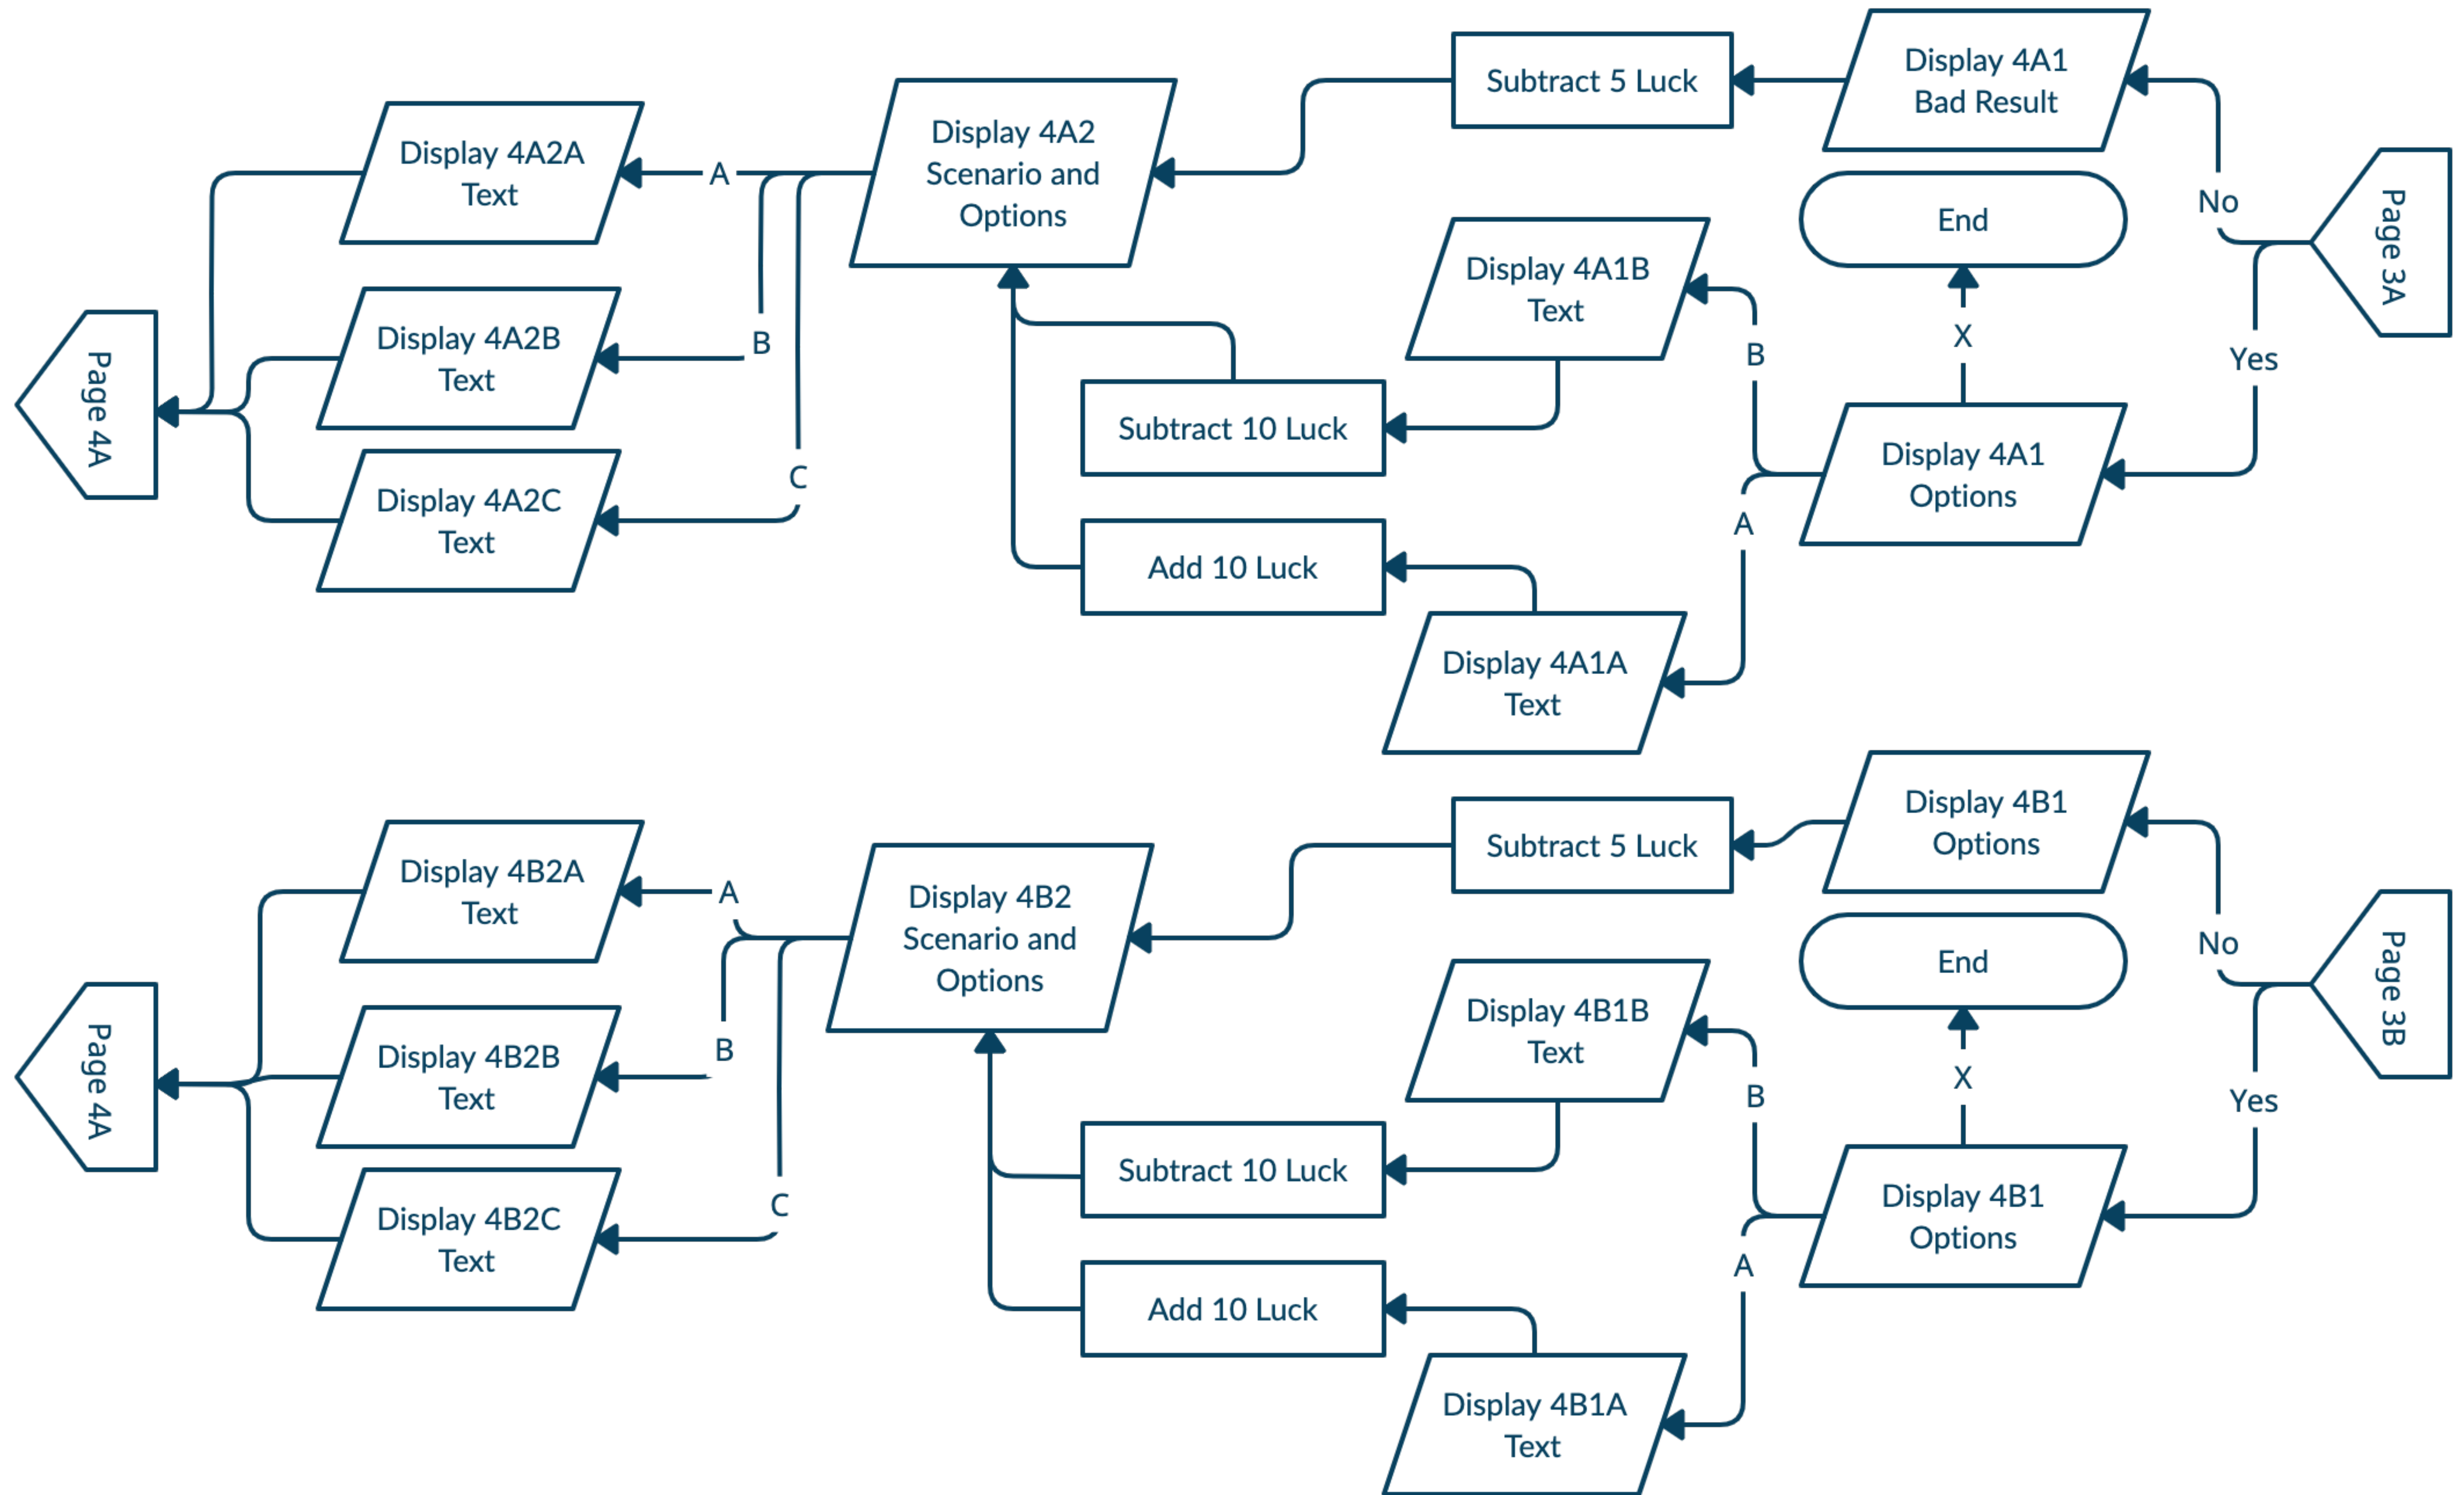 Display 4A1
Bad Result
Subtract 5 Luck
Display 4A2
Scenario and
Options
Display 4A2A
Text
A
No
End
Page 3A
Display 4A1B
Text
X
B
Yes
Display 4A2B
Text
B
Page 4A
Subtract 10 Luck
Display 4A1
Options
C
Display 4A2C
Text
A
Add 10 Luck
Display 4A1A
Text
Display 4B1
Options
Subtract 5 Luck
Display 4B2A
Text
A
Display 4B2
Scenario and
Options
No
End
Page 3B
Display 4B1B
Text
X
B
Yes
Display 4B2B
Text
B
Page 4A
Subtract 10 Luck
Display 4B1
Options
C
Display 4B2C
Text
A
Add 10 Luck
Display 4B1A
Text